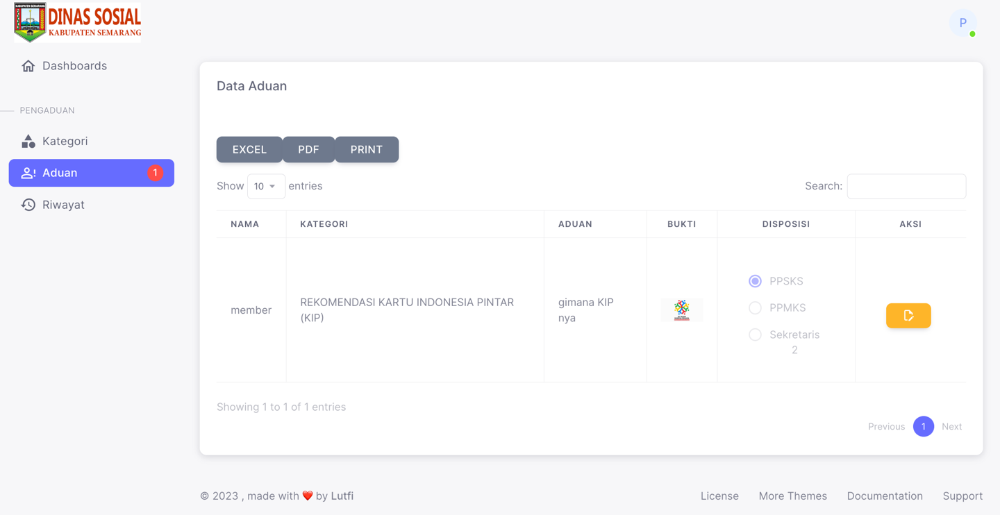 KABUPATEN SEMARANG
DINAS SOSIAL
KABUPATEN SEMARANG
P
Dashboards
PENGADUAN
Kategori
Aduan 1
Riwayat
Data Aduan
EXCEL PDF PRINT
Show 10 entries
Search:
NAMA KATEGORI ADUAN BUKTI DISPOSISI AKSI
member
REKOMENDASI KARTU INDONESIA PINTAR
(KIP)
gimana KIP
nya
PPSKS
PPMKS
Sekretaris
2
Showing 1 to 1 of 1 entries
Previous 1 Next
© 2023 , made with ❤️ by Lutfi
License More Themes Documentation Support